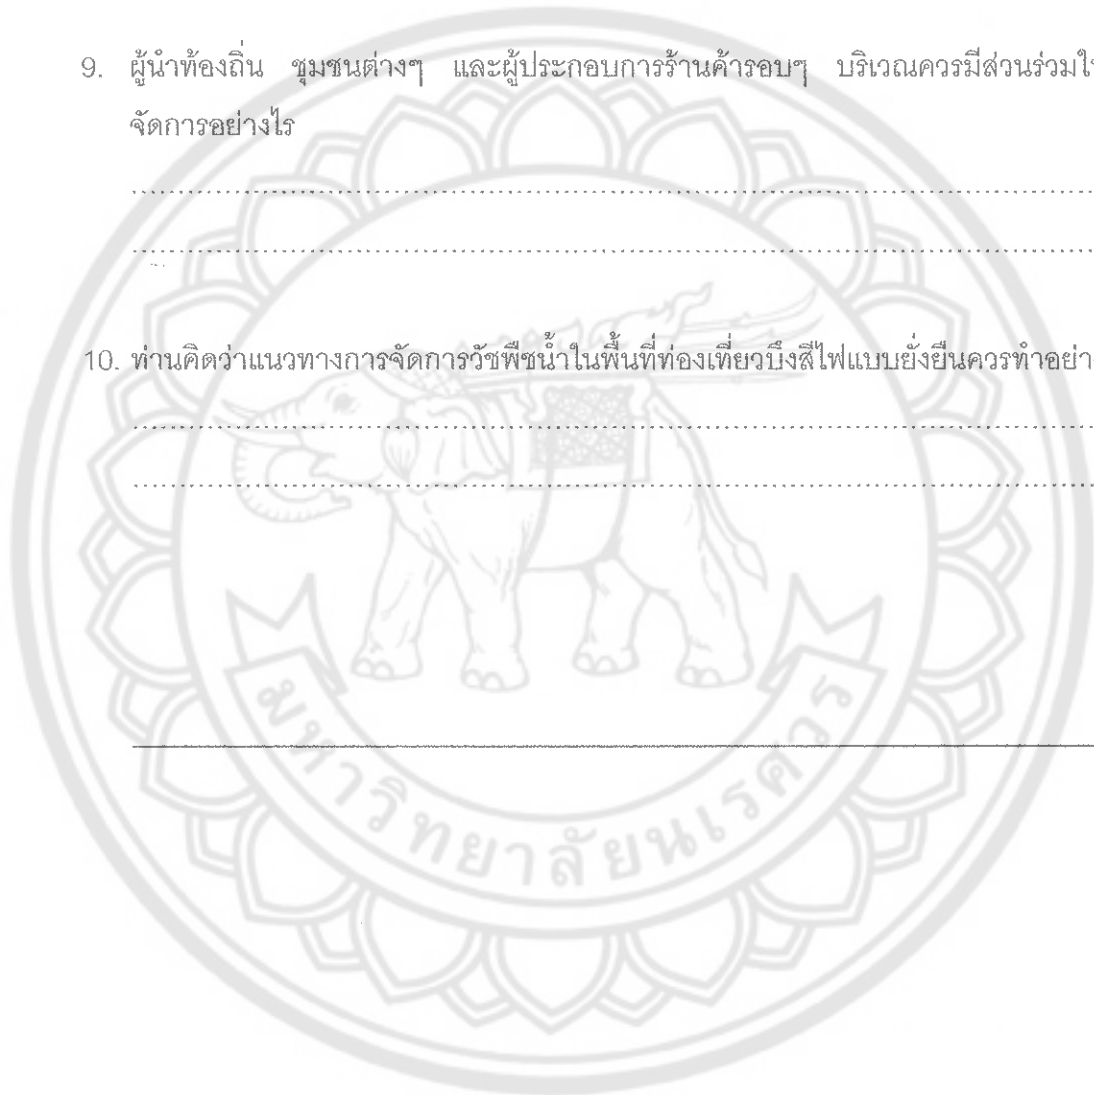 9. ผู้นำท้องถิ่น ชุมชนต่างๆ และผู้ประกอบการร้านค้ารอบๆ บริเวณควรมีส่วนร่วมใ
จัดการอย่างไร
10. ท่านคิดว่าแนวทางการจัดการวัชพืชน้ำในพื้นที่ท่องเที่ยวบึงสีไฟแบบยั่งยืนควรทำอย่า
มหาวิทยาลัยนเรศวร